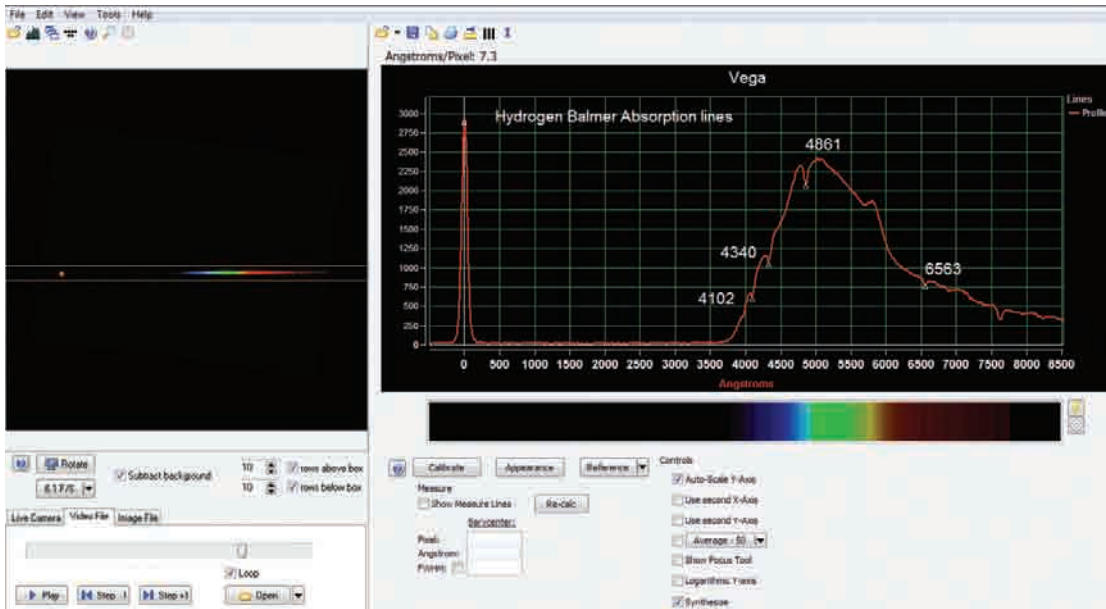 File Edit View Tools Help
Angstroms/Pixel: 7.3
Vega
Lines
Profile
Hydrogen Balmer Absorption lines
3000
2750
2500
2250
2000
1750
1500
1250
1000
750
500
250
0
4861
4340
4102
6563
0 500 1000 1500 2000 2500 3000 3500 4000 4500 5000 5500 6000 6500 7000 7500 8000 8500
Angstroms
Rotate
Subtract background
10 rows above box
10 rows below box
Live Camera Video File Image File
Loop
Play Step -1 Step +1 Open
Calibrate Appearance Reference
Measure
Show Measure Lines Re-calc
Pixel:
Angstrom:
Controls
Auto-Scale Y-Axis
Use second X-Axis
Use second Y-Axis
Average - 50
Show Focus Tool
Logarithmic Y-axis
Synthesize